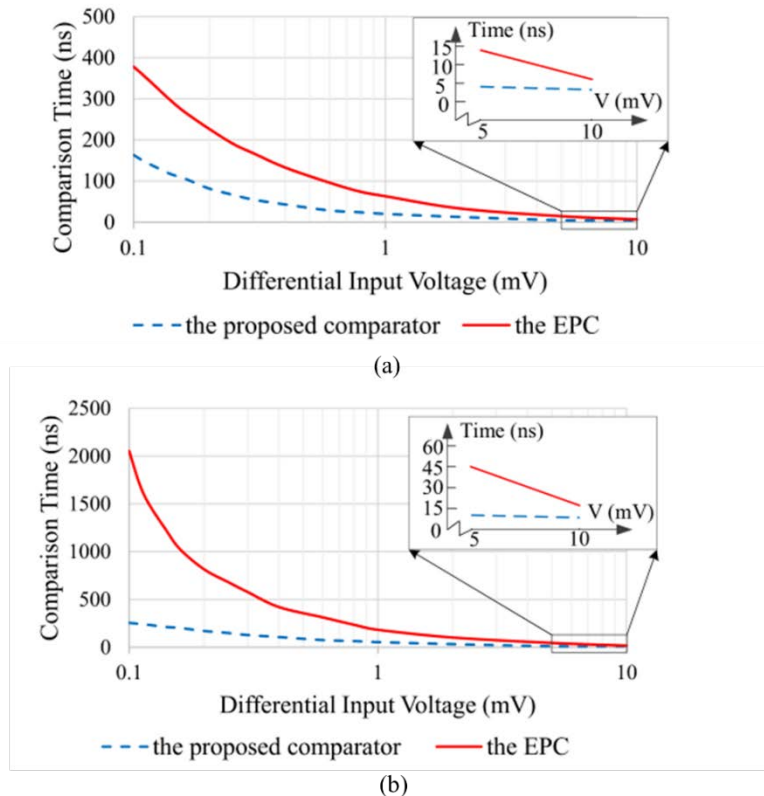 500
400
300
200
100
0
Comparison Time (ns)
Time (ns)
15
10
5
0
V (mV)
5 10
0.1 1 10
Differential Input Voltage (mV)
the proposed comparator the EPC
(a)
2500
2000
1500
1000
500
0
Comparison Time (ns)
Time (ns)
60
45
30
15
0
V (mV)
5 10
0.1 1 10
Differential Input Voltage (mV)
the proposed comparator the EPC
(b)